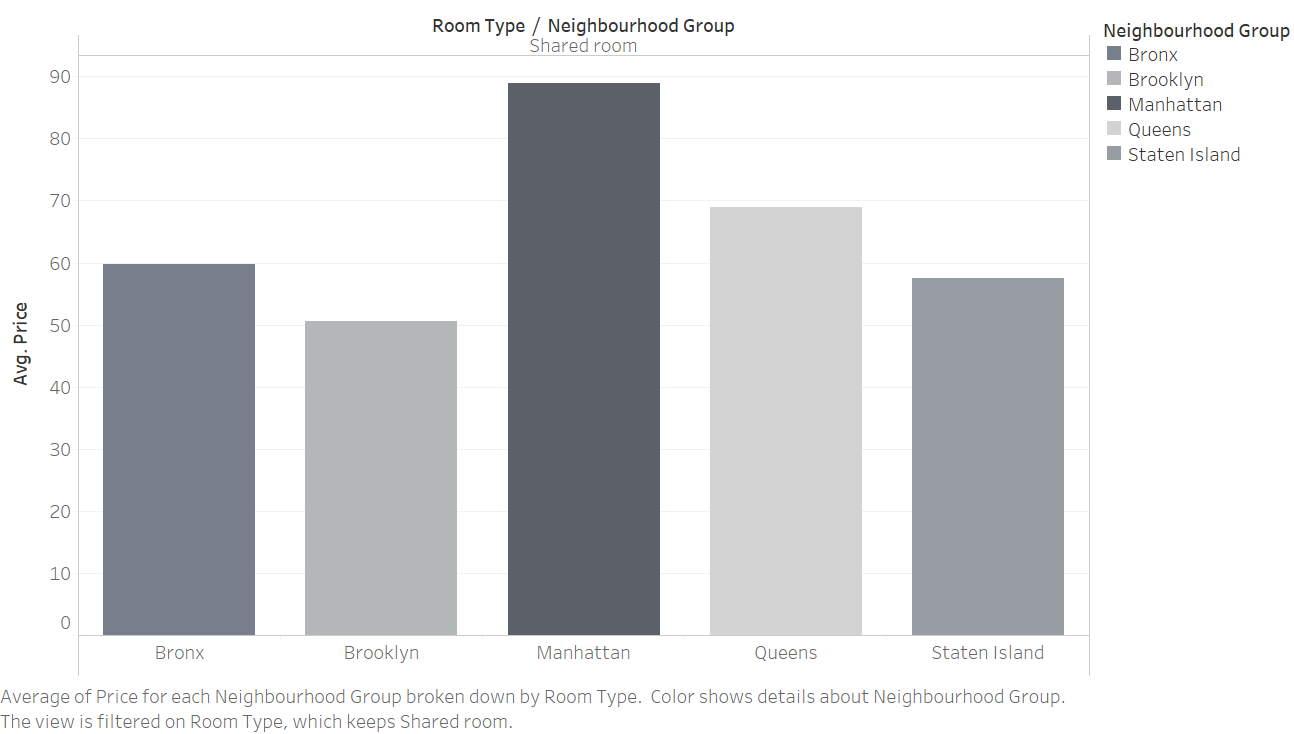 Room Type / Neighbourhood Group
Shared room
Neighbourhood Group
Bronx
Brooklyn
Manhattan
Queens
Staten Island
Avg. Price
90
80
70
60
50
40
30
20
10
0
Bronx Brooklyn Manhattan Queens Staten Island
Average of Price for each Neighbourhood Group broken down by Room Type. Color shows details about Neighbourhood Group.
The view is filtered on Room Type, which keeps Shared room.